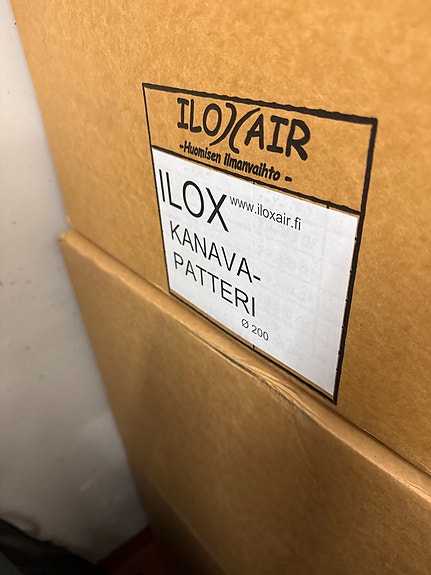 ILOXAIR
-Huomisen ilmanvaihto -
ILOX www.iloxair.fi
KANAVA-
PATTERI
Ø 200